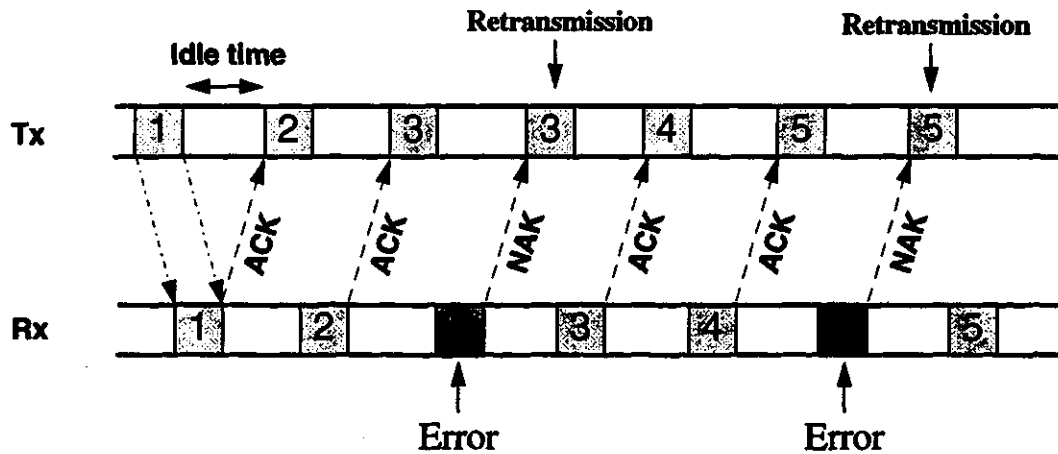 Retransmission Retransmission
Idle time
Tx 1 2 3 3 4 5 5
ACK ACK NAK ACK ACK NAK
Rx 1 2 3 4 5
Error Error